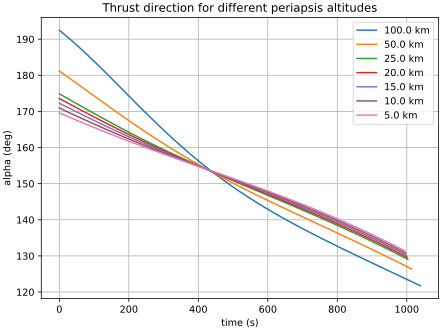 Thrust direction for different periapsis altitudes
alpha (deg)
190
180
170
160
150
140
130
120
100.0 km
50.0 km
25.0 km
20.0 km
15.0 km
10.0 km
5.0 km
0
200
400
600
800
1000
time (s)